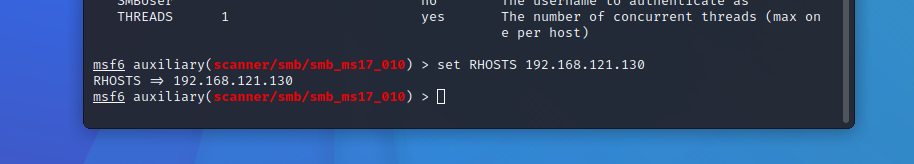 SMBUser no The username to authenticate as
THREADS 1 yes The number of concurrent threads (max on
e per host)
msf6 auxiliary(scanner/smb/smb_ms17_010) > set RHOSTS 192.168.121.130
RHOSTS ⇒ 192.168.121.130
msf6 auxiliary(scanner/smb/smb_ms17_010) >